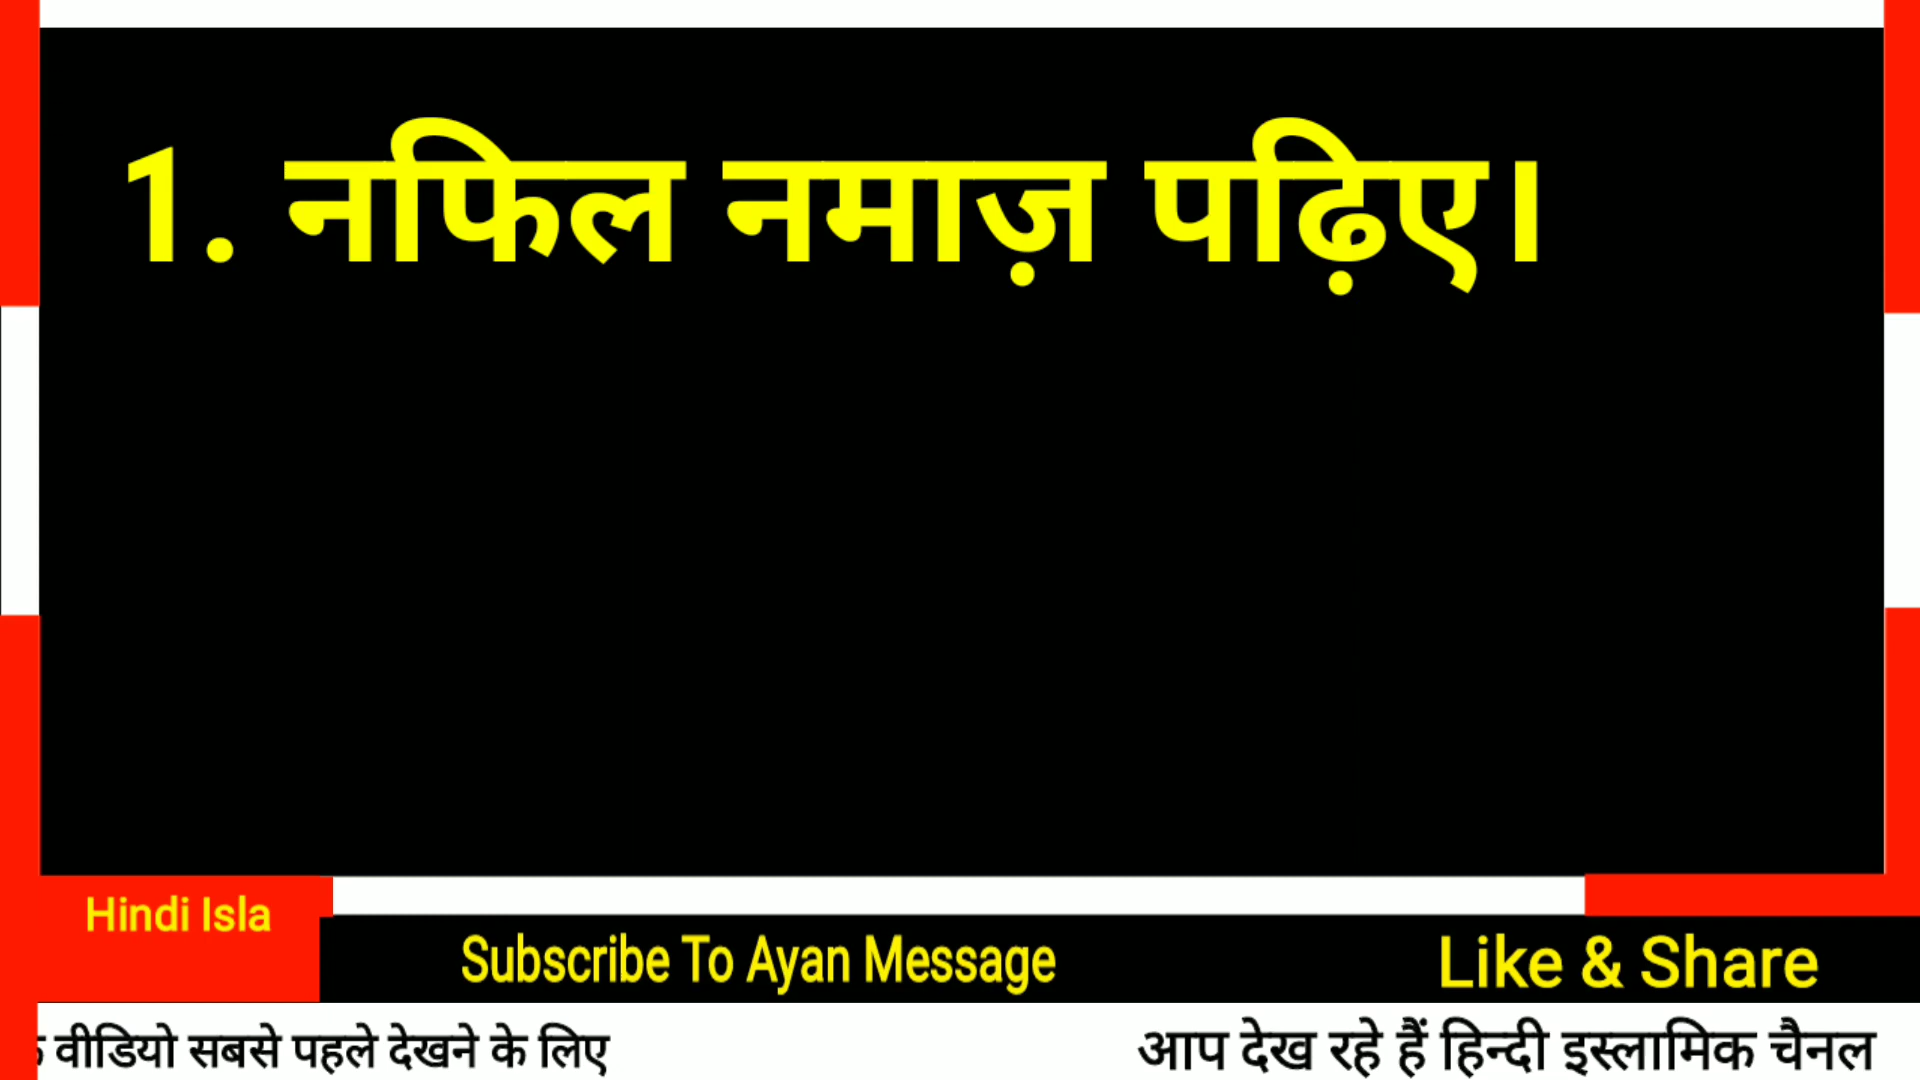 1. नफिल नमाज़ पढ़िए।
Hindi Isla
Subscribe To Ayan Message
Like & Share
वीडियो सबसे पहले देखने के लिए
आप देख रहे हैं हिन्दी इस्लामिक चैनल